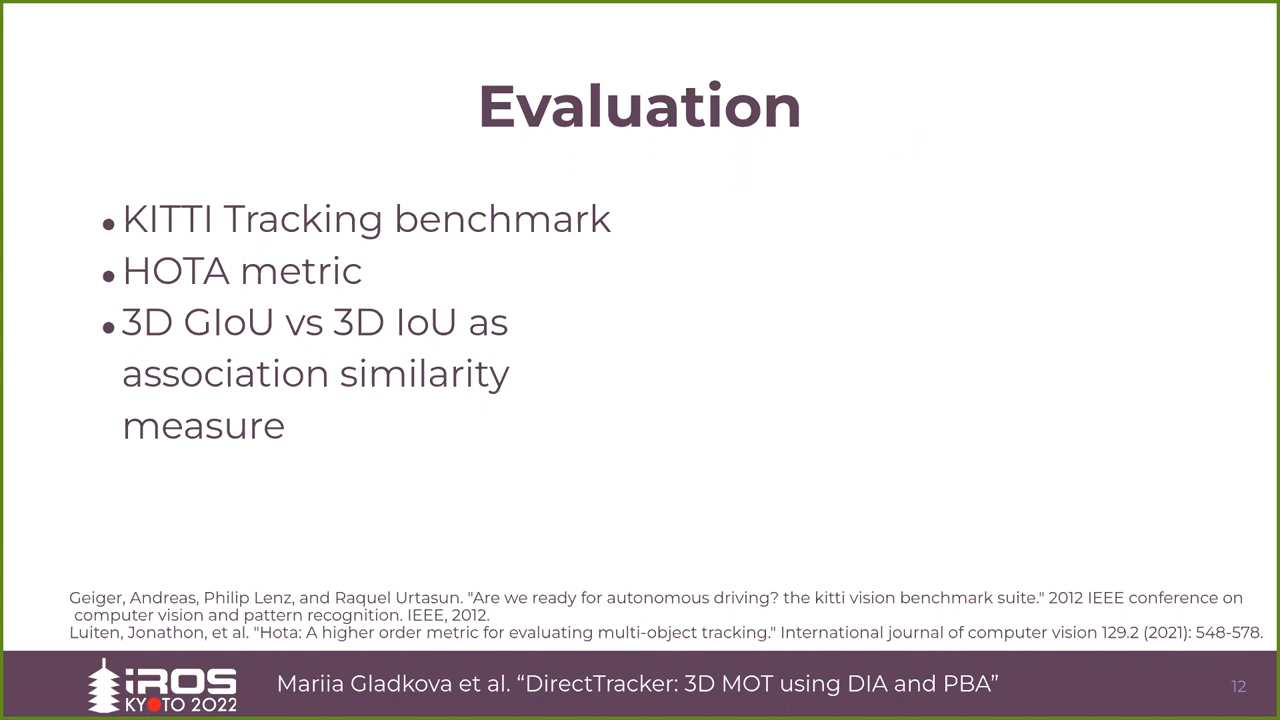 Evaluation
• KITTI Tracking benchmark
• HOTA metric
• 3D GIoU vs 3D IoU as
association similarity
measure
Geiger, Andreas, Philip Lenz, and Raquel Urtasun. "Are we ready for autonomous driving? the kitti vision benchmark suite." 2012 IEEE conference on
computer vision and pattern recognition. IEEE, 2012.
Luiten, Jonathon, et al. "Hota: A higher order metric for evaluating multi-object tracking." International journal of computer vision 129.2 (2021): 548-578.
iROS
KYOTO 2022
Mariia Gladkova et al. “DirectTracker: 3D MOT using DIA and PBA”
12